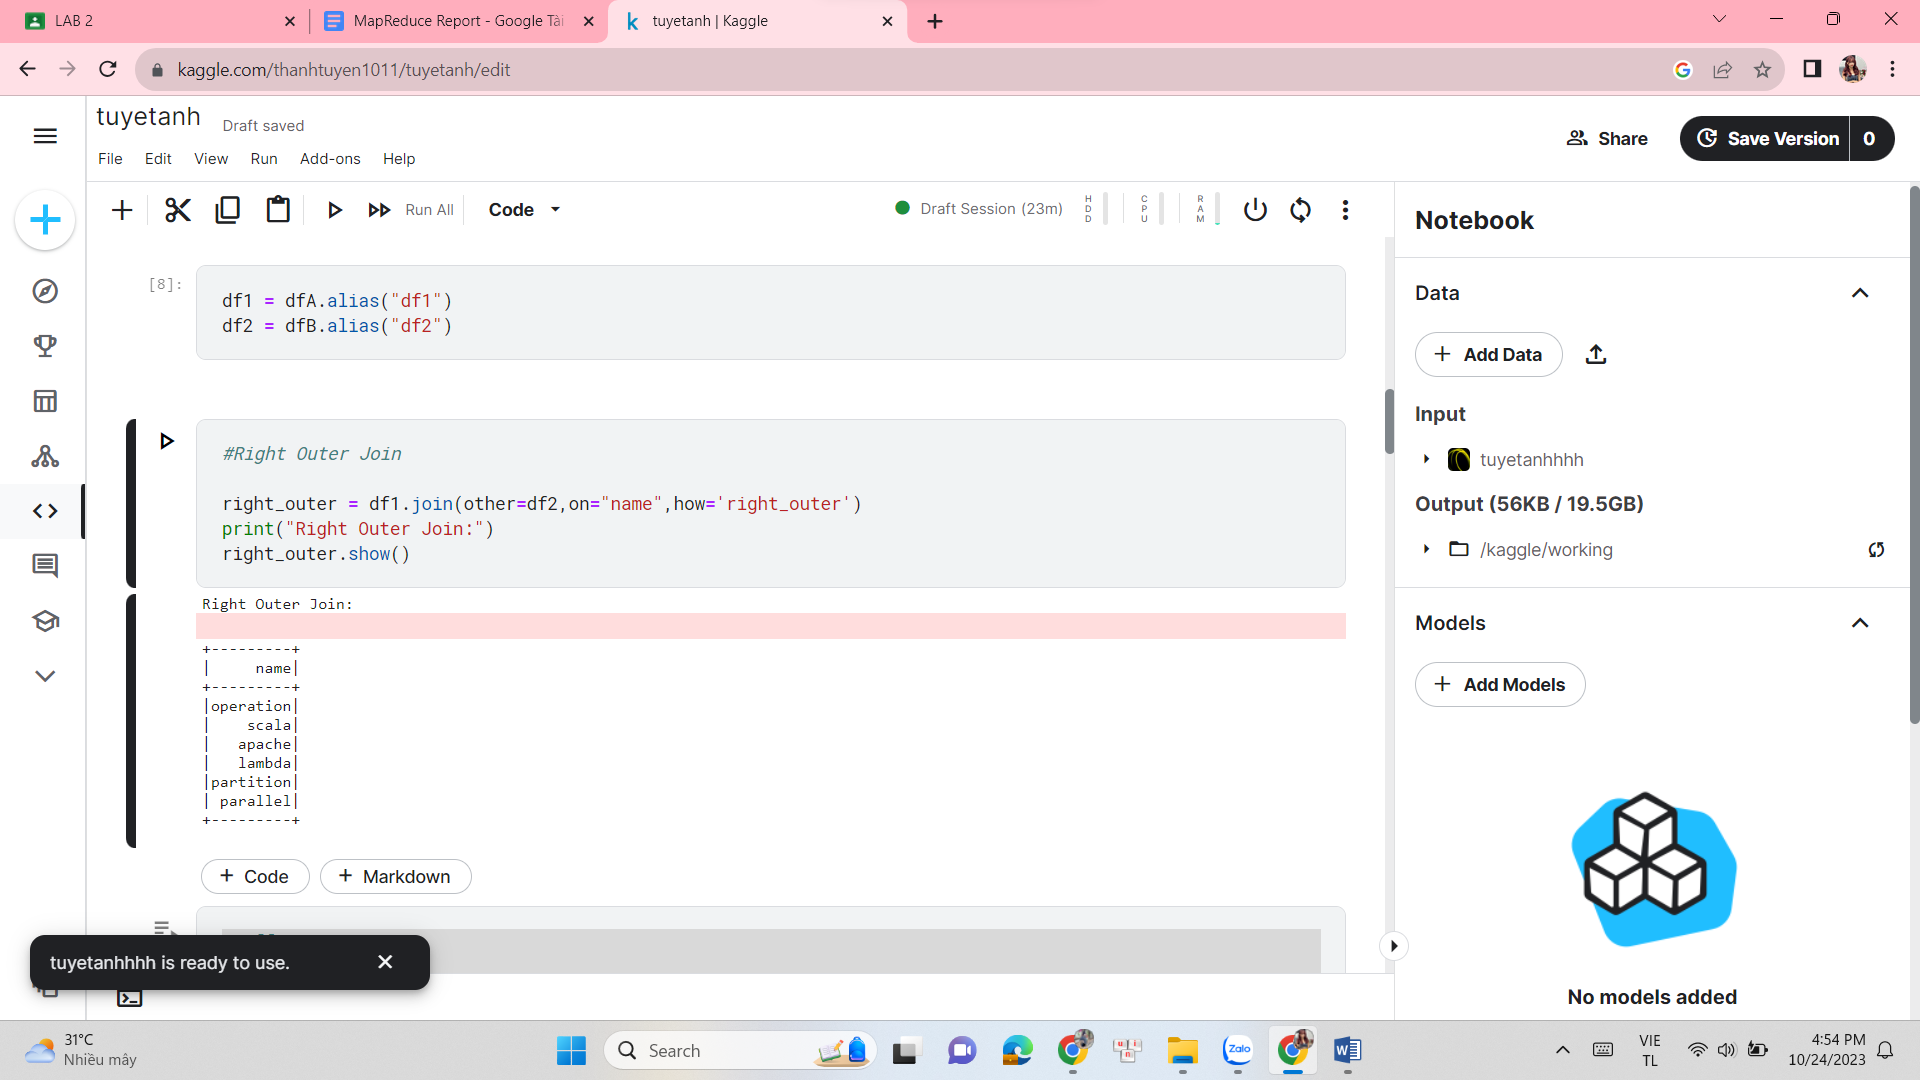 LAB 2
MapReduce Report - Google Tài
tuyetanh | Kaggle
kaggle.com/thanhtuyen1011/tuyetanh/edit
tuyetanh
Draft saved
File Edit View Run Add-ons Help
Share
Save Version 0
Run All
Code
Draft Session (23m)
HDD
CPU
RAM
[8]:
df1 = dfA.alias("df1")
df2 = dfB.alias("df2")
#Right Outer Join
right_outer = df1.join(other=df2,on="name",how='right_outer')
print("Right Outer Join:")
right_outer.show()
Right Outer Join:
+---------+
|     name|
+---------+
|operation|
|    scala|
|   apache|
|   lambda|
|partition|
| parallel|
+---------+
+ Code
+ Markdown
tuyetanhhhh is ready to use.
Notebook
Data
+ Add Data
Input
tuyetanhhhh
Output (56KB / 19.5GB)
/kaggle/working
Models
+ Add Models
No models added
31°C
Nhiều mây
Search
Zalo
VIE
TL
4:54 PM
10/24/2023